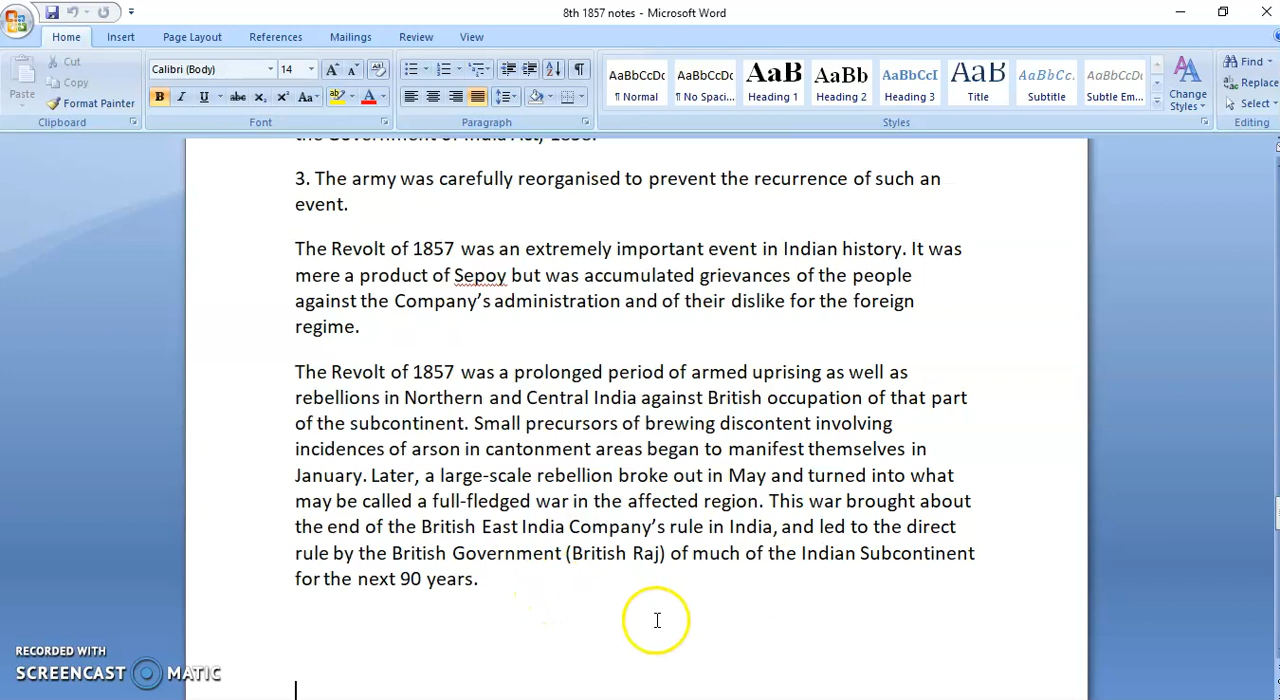 8th 1857 notes - Microsoft Word
Home Insert Page Layout References Mailings Review View
Paste
Cut
Copy
Format Painter
Clipboard
Calibri (Body) 14
B I U abc X₂ X² Aa
Font
Paragraph
AaBbCcDc AaBbCcDc AaB AaBb AaBbCcI AaB AaBbCc. AaBbCcDc
¶ Normal ¶ No Spaci... Heading 1 Heading 2 Heading 3 Title Subtitle Subtle Em...
Change Styles
Styles
Find
Replace
Select
Editing
the Government of India Act, 1858.
3. The army was carefully reorganised to prevent the recurrence of such an
event.
The Revolt of 1857 was an extremely important event in Indian history. It was
mere a product of Sepoy but was accumulated grievances of the people
against the Company's administration and of their dislike for the foreign
regime.
The Revolt of 1857 was a prolonged period of armed uprising as well as
rebellions in Northern and Central India against British occupation of that part
of the subcontinent. Small precursors of brewing discontent involving
incidences of arson in cantonment areas began to manifest themselves in
January. Later, a large-scale rebellion broke out in May and turned into what
may be called a full-fledged war in the affected region. This war brought about
the end of the British East India Company's rule in India, and led to the direct
rule by the British Government (British Raj) of much of the Indian Subcontinent
for the next 90 years.
RECORDED WITH
SCREENCAST MATIC